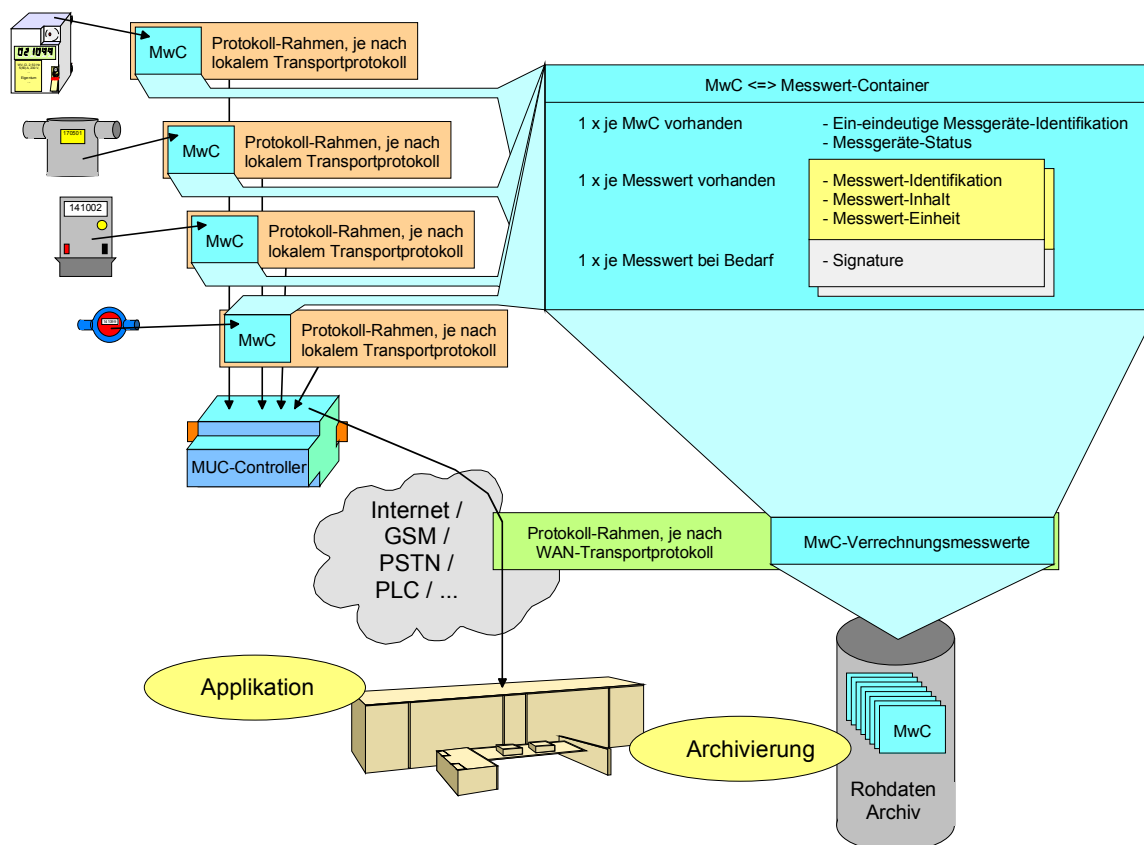 021044
Eigentum
MwC
Protokoll-Rahmen, je nach
lokalem Transportprotokoll
170501
MwC
Protokoll-Rahmen, je nach
lokalem Transportprotokoll
141002
MwC
Protokoll-Rahmen, je nach
lokalem Transportprotokoll
MwC
Protokoll-Rahmen, je nach
lokalem Transportprotokoll
MwC <=> Messwert-Container
1 x je MwC vorhanden
- Ein-eindeutige Messgeräte-Identifikation
- Messgeräte-Status
1 x je Messwert vorhanden
- Messwert-Identifikation
- Messwert-Inhalt
- Messwert-Einheit
1 x je Messwert bei Bedarf
- Signature
MUC-Controller
Internet /
GSM /
PSTN /
PLC / ...
Protokoll-Rahmen, je nach
WAN-Transportprotokoll
MwC-Verrechnungsmesswerte
Applikation
Archivierung
MwC
Rohdaten
Archiv